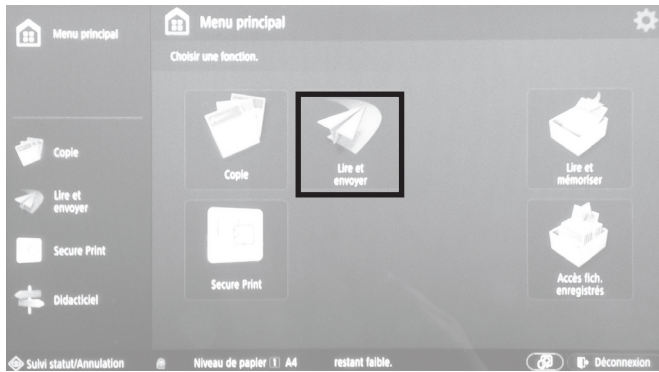 Menu principal
Menu principal
Choisir une fonction.
Copie
Lire et
envoyer
Lire et
mémoriser
Secure Print
Accès fich.
enregistrés
Copie
Lire et
envoyer
Secure Print
Didacticiel
Suivi statut/Annulation
Niveau de papier 1 A4 restant faible.
Déconnexion